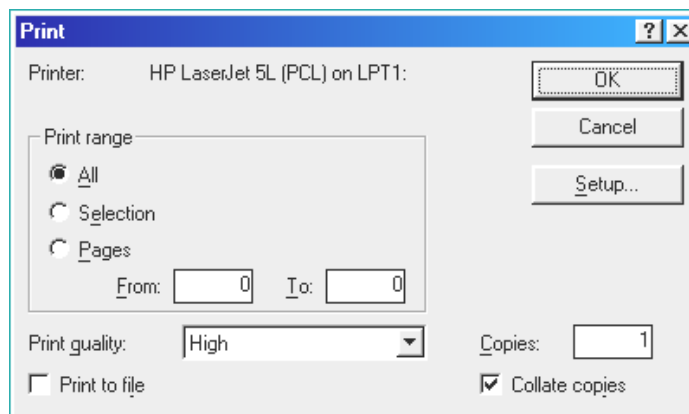 Print
Printer: HP LaserJet 5L (PCL) on LPT1:
OK
Cancel
Setup...
Print range
All
Selection
Pages
From: 0 To: 0
Print quality: High
Copies: 1
Print to file
Collate copies